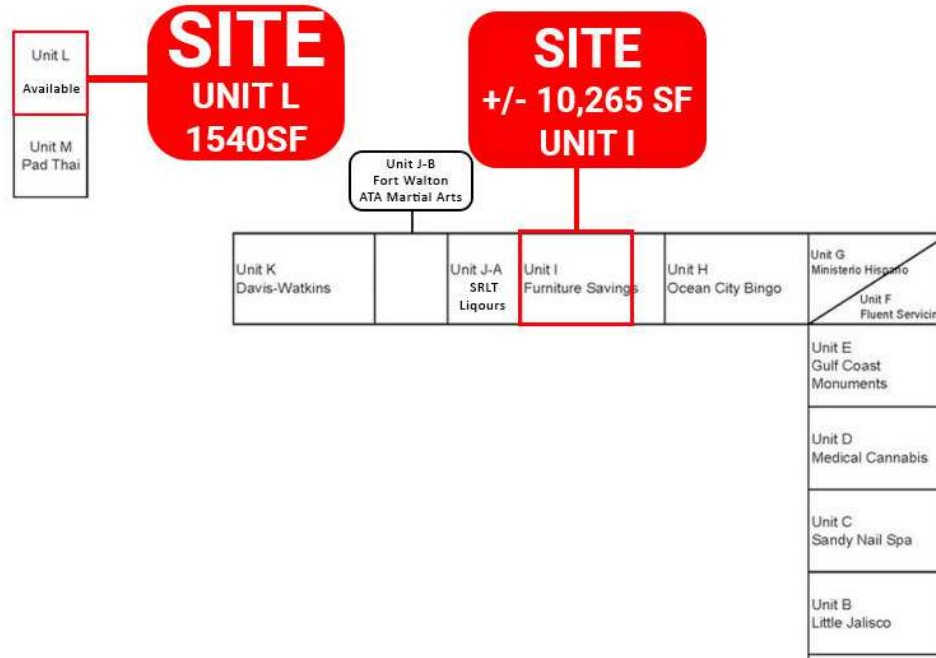 Unit L
Available
SITE
UNIT L
1540SF
SITE
+/- 10,265 SF
UNIT I
Unit M
Pad Thai
Unit J-B
Fort Walton
ATA Martial Arts
Unit K
Davis-Watkins
Unit J-A
SRLT
Liqours
Unit I
Furniture Savings
Unit H
Ocean City Bingo
Unit G
Ministerio Hispano
Unit F
Fluent Servicin
Unit E
Gulf Coast
Monuments
Unit D
Medical Cannabis
Unit C
Sandy Nail Spa
Unit B
Little Jalisco